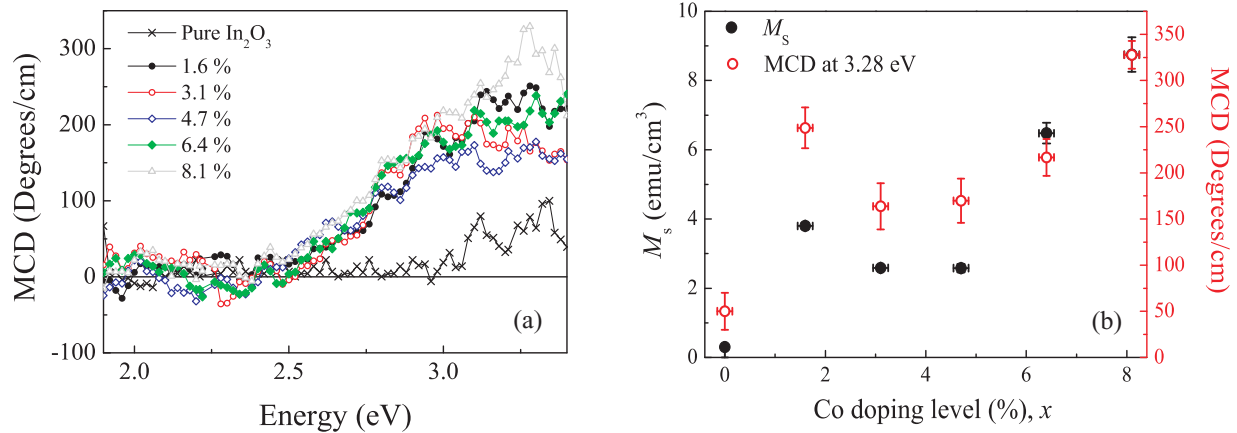 MCD (Degrees/cm)
300
200
100
0
-100
Pure In₂O₃
1.6 %
3.1 %
4.7 %
6.4 %
8.1 %
(a)
2.0 2.5 3.0
Energy (eV)
Mₛ (emu/cm³)
10
8
6
4
2
0
Mₛ
MCD at 3.28 eV
(b)
0 2 4 6 8
Co doping level (%), x
350
300
250
200
150
100
50
0
MCD (Degrees/cm)